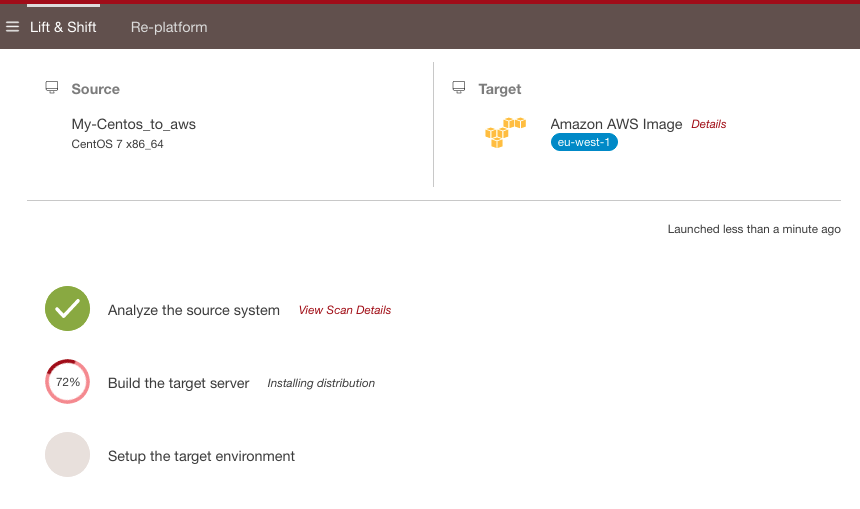 Lift & Shift
Re-platform
Source
My-Centos_to_aws
CentOS 7 x86_64
Target
Amazon AWS Image Details
eu-west-1
Launched less than a minute ago
Analyze the source system View Scan Details
72% Build the target server Installing distribution
Setup the target environment